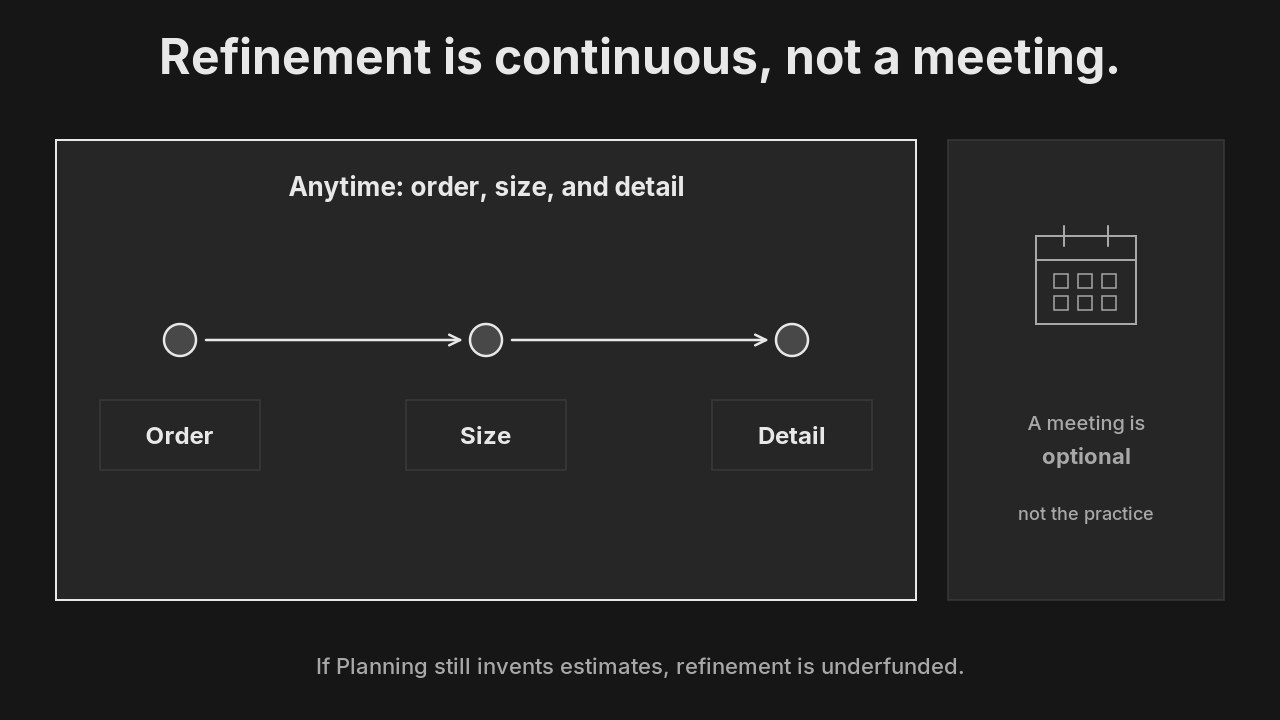 Refinement is continuous, not a meeting.
Anytime: order, size, and detail
Order
Size
Detail
A meeting is
optional
not the practice
If Planning still invents estimates, refinement is underfunded.